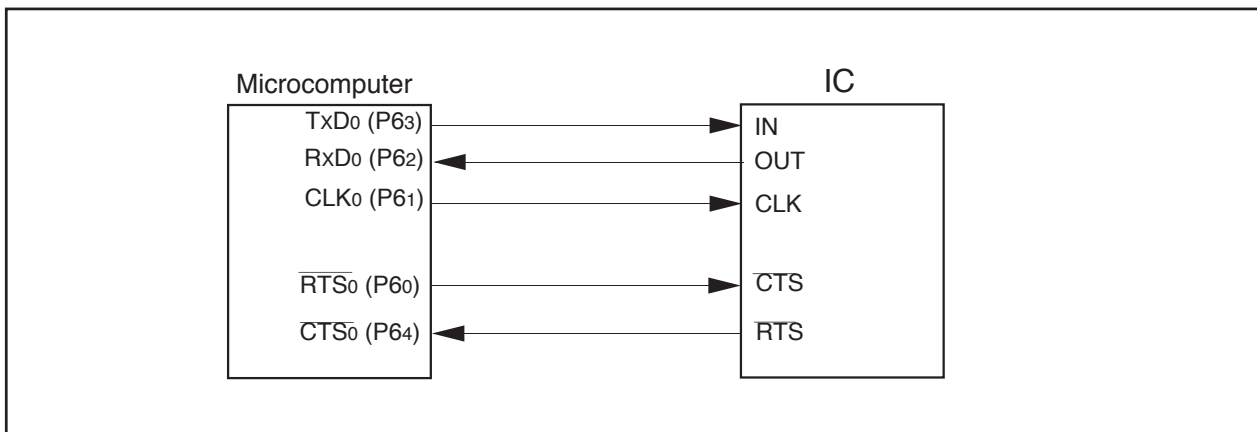 Microcomputer
IC
TxD0 (P63)
IN
RxD0 (P62)
OUT
CLK0 (P61)
CLK
RTS0 (P60)
CTS
CTS0 (P64)
RTS